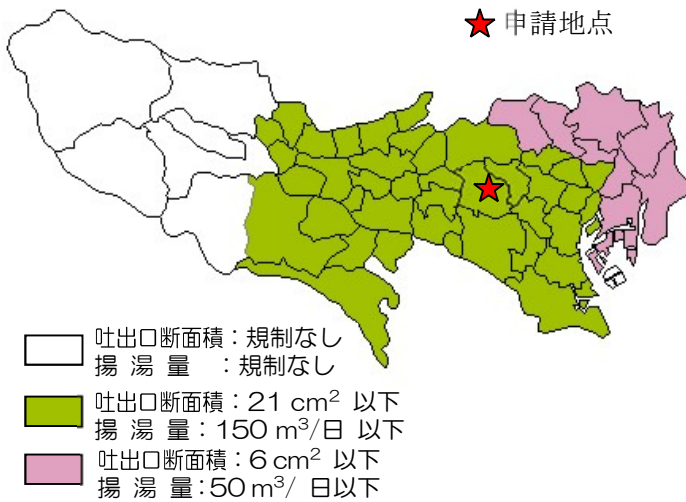 申請地点
吐出口断面積：規制なし
揚 湯 量 ：規制なし
吐出口断面積：21 cm² 以下
揚 湯 量：150 m³/日 以下
吐出口断面積：6 cm² 以下
揚 湯 量：50 m³/ 日以下